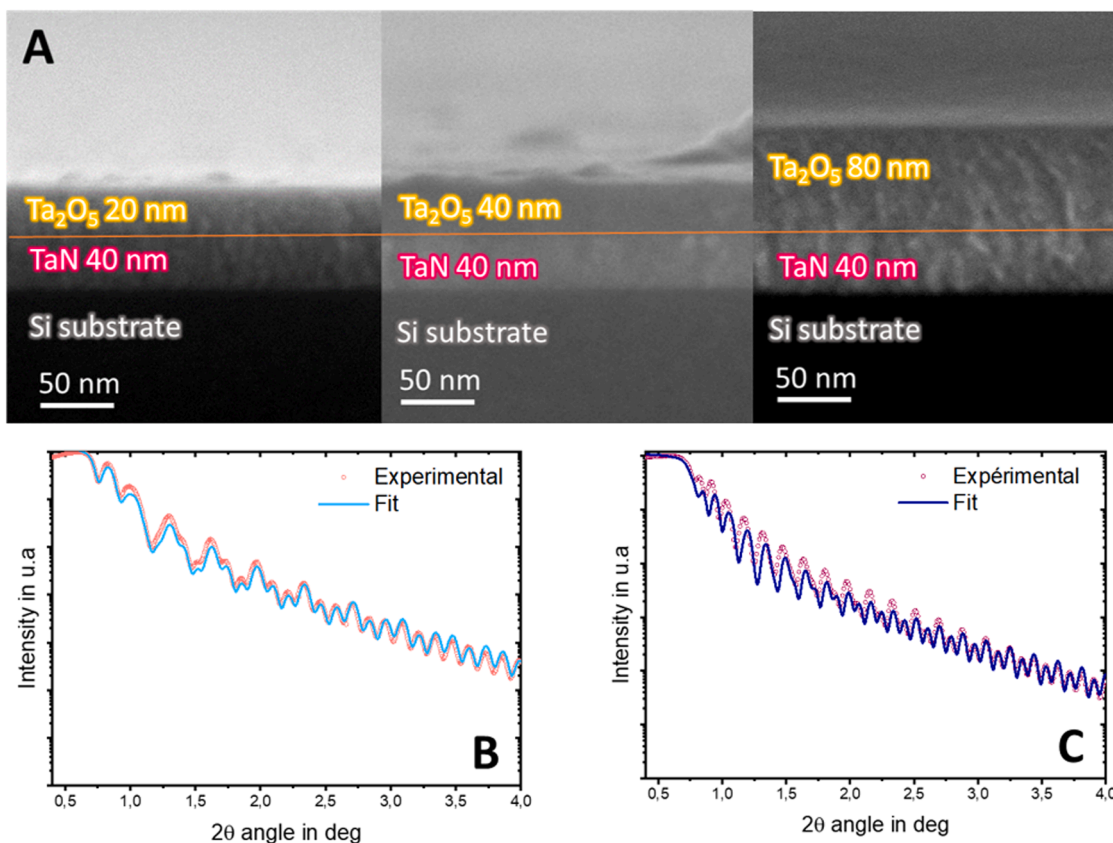 A
Ta₂O₅ 20 nm
TaN 40 nm
Si substrate
50 nm
Ta₂O₅ 40 nm
TaN 40 nm
Si substrate
50 nm
Ta₂O₅ 80 nm
TaN 40 nm
Si substrate
50 nm
Experimental
Fit
Intensity in u.a
B
0,5 1,0 1,5 2,0 2,5 3,0 3,5 4,0
2θ angle in deg
Expérimental
Fit
Intensity in u.a
C
0,5 1,0 1,5 2,0 2,5 3,0 3,5 4,0
2θ angle in deg